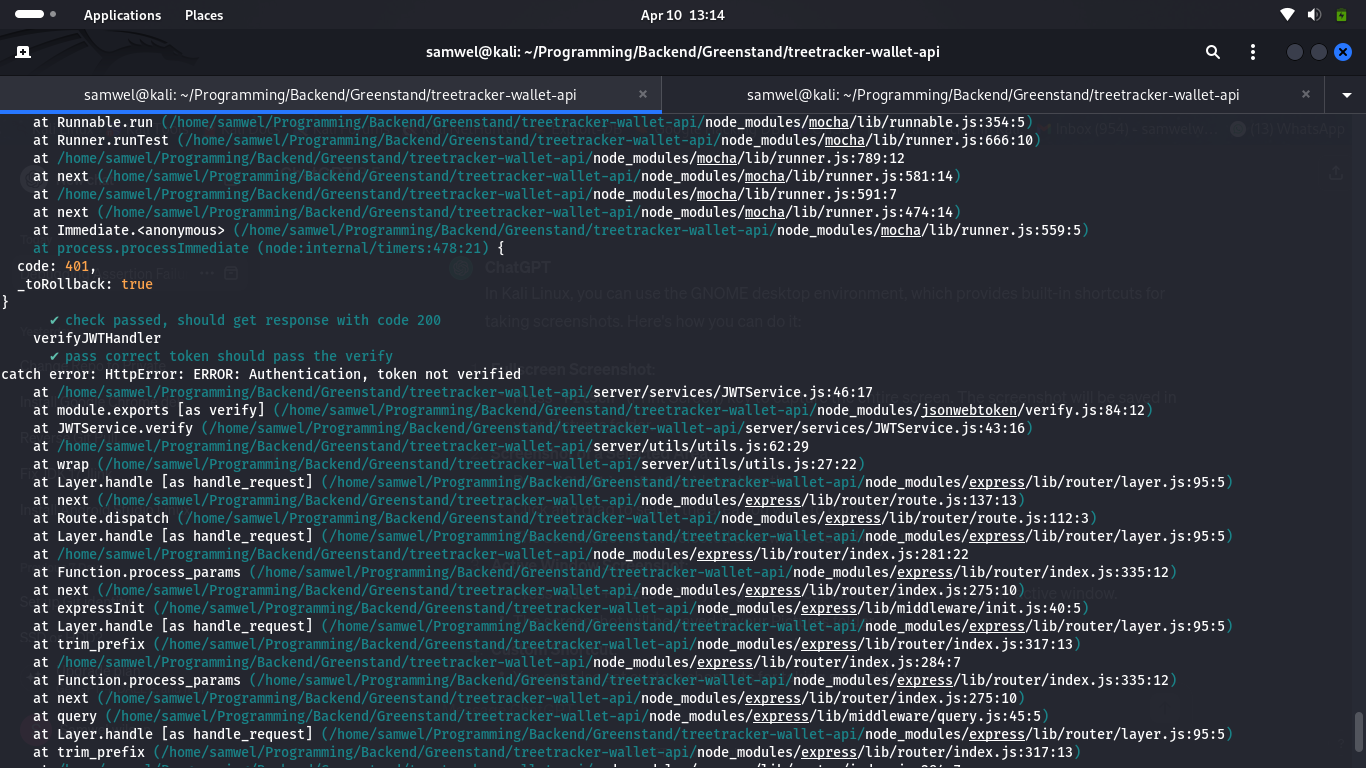 Applications Places Apr 10 13:14
samwel@kali: ~/Programming/Backend/Greenstand/treetracker-wallet-api
samwel@kali: ~/Programming/Backend/Greenstand/treetracker-wallet-api × samwel@kali: ~/Programming/Backend/Greenstand/treetracker-wallet-api ×
at Runnable.run (/home/samwel/Programming/Backend/Greenstand/treetracker-wallet-api/node_modules/mocha/lib/runnable.js:354:5)
at Runner.runTest (/home/samwel/Programming/Backend/Greenstand/treetracker-wallet-api/node_modules/mocha/lib/runner.js:666:10)
at /home/samwel/Programming/Backend/Greenstand/treetracker-wallet-api/node_modules/mocha/lib/runner.js:789:12
at next (/home/samwel/Programming/Backend/Greenstand/treetracker-wallet-api/node_modules/mocha/lib/runner.js:581:14)
at /home/samwel/Programming/Backend/Greenstand/treetracker-wallet-api/node_modules/mocha/lib/runner.js:591:7
at next (/home/samwel/Programming/Backend/Greenstand/treetracker-wallet-api/node_modules/mocha/lib/runner.js:474:14)
at Immediate.<anonymous> (/home/samwel/Programming/Backend/Greenstand/treetracker-wallet-api/node_modules/mocha/lib/runner.js:559:5)
at process.processImmediate (node:internal/timers:478:21) {
code: 401,
_toRollback: true
}
✔ check passed, should get response with code 200
verifyJWTHandler
✔ pass correct token should pass the verify
catch error: HttpError: ERROR: Authentication, token not verified
at /home/samwel/Programming/Backend/Greenstand/treetracker-wallet-api/server/services/JWTService.js:46:17
at module.exports [as verify] (/home/samwel/Programming/Backend/Greenstand/treetracker-wallet-api/node_modules/jsonwebtoken/verify.js:84:12)
at JWTService.verify (/home/samwel/Programming/Backend/Greenstand/treetracker-wallet-api/server/services/JWTService.js:43:16)
at /home/samwel/Programming/Backend/Greenstand/treetracker-wallet-api/server/utils/utils.js:62:29
at wrap (/home/samwel/Programming/Backend/Greenstand/treetracker-wallet-api/server/utils/utils.js:27:22)
at Layer.handle [as handle_request] (/home/samwel/Programming/Backend/Greenstand/treetracker-wallet-api/node_modules/express/lib/router/layer.js:95:5)
at next (/home/samwel/Programming/Backend/Greenstand/treetracker-wallet-api/node_modules/express/lib/router/route.js:137:13)
at Route.dispatch (/home/samwel/Programming/Backend/Greenstand/treetracker-wallet-api/node_modules/express/lib/router/route.js:112:3)
at Layer.handle [as handle_request] (/home/samwel/Programming/Backend/Greenstand/treetracker-wallet-api/node_modules/express/lib/router/layer.js:95:5)
at /home/samwel/Programming/Backend/Greenstand/treetracker-wallet-api/node_modules/express/lib/router/index.js:281:22
at Function.process_params (/home/samwel/Programming/Backend/Greenstand/treetracker-wallet-api/node_modules/express/lib/router/index.js:335:12)
at next (/home/samwel/Programming/Backend/Greenstand/treetracker-wallet-api/node_modules/express/lib/router/index.js:275:10)
at expressInit (/home/samwel/Programming/Backend/Greenstand/treetracker-wallet-api/node_modules/express/lib/middleware/init.js:40:5)
at Layer.handle [as handle_request] (/home/samwel/Programming/Backend/Greenstand/treetracker-wallet-api/node_modules/express/lib/router/layer.js:95:5)
at trim_prefix (/home/samwel/Programming/Backend/Greenstand/treetracker-wallet-api/node_modules/express/lib/router/index.js:317:13)
at /home/samwel/Programming/Backend/Greenstand/treetracker-wallet-api/node_modules/express/lib/router/index.js:284:7
at Function.process_params (/home/samwel/Programming/Backend/Greenstand/treetracker-wallet-api/node_modules/express/lib/router/index.js:335:12)
at next (/home/samwel/Programming/Backend/Greenstand/treetracker-wallet-api/node_modules/express/lib/router/index.js:275:10)
at query (/home/samwel/Programming/Backend/Greenstand/treetracker-wallet-api/node_modules/express/lib/middleware/query.js:45:5)
at Layer.handle [as handle_request] (/home/samwel/Programming/Backend/Greenstand/treetracker-wallet-api/node_modules/express/lib/router/layer.js:95:5)
at trim_prefix (/home/samwel/Programming/Backend/Greenstand/treetracker-wallet-api/node_modules/express/lib/router/index.js:317:13)
ChatGPT
In Kali Linux, you can use the GNOME desktop environment, which provides built-in shortcuts for
taking screenshots. Here's how you can do it: